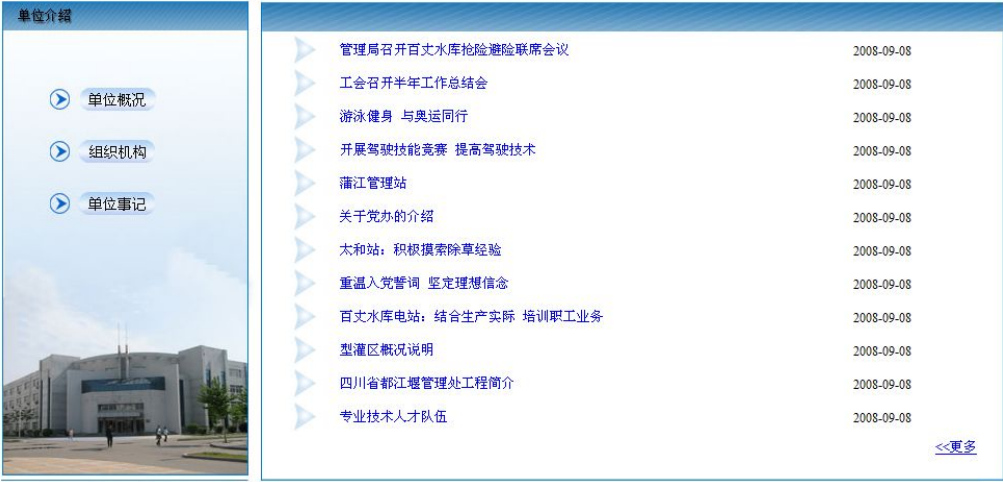 单位介绍
单位概况
组织机构
单位事记
管理局召开百丈水库抢险避险联席会议 2008-09-08
工会召开半年工作总结会 2008-09-08
游泳健身 与奥运同行 2008-09-08
开展驾驶技能竞赛 提高驾驶技术 2008-09-08
蒲江管理站 2008-09-08
关于党办的介绍 2008-09-08
太和站：积极摸索除草经验 2008-09-08
重温入党誓词 坚定理想信念 2008-09-08
百丈水库电站：结合生产实际 培训职工业务 2008-09-08
型灌区概况说明 2008-09-08
四川省都江堰管理处工程简介 2008-09-08
专业技术人才队伍 2008-09-08
<<更多